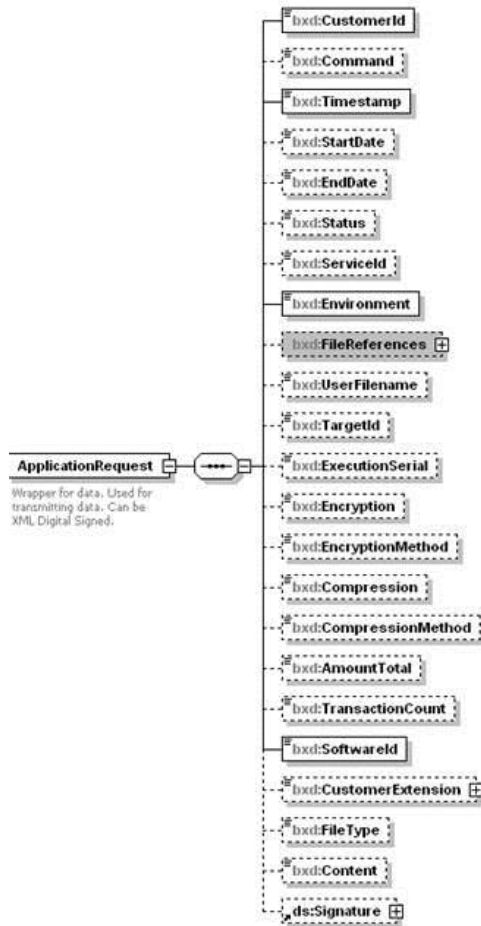 bxd:CustomerId
bxd:Command
bxd:Timestamp
bxd:StartDate
bxd:EndDate
bxd:Status
bxd:ServiceId
bxd:Environment
bxd:FileReferences
bxd:UserFilename
bxd:TargetId
ApplicationRequest
bxd:ExecutionSerial
Wrapper for data. Used for
transmitting data. Can be
XML Digital Signed.
bxd:Encryption
bxd:EncryptionMethod
bxd:Compression
bxd:CompressionMethod
bxd:AmountTotal
bxd:TransactionCount
bxd:SoftwareId
bxd:CustomerExtension
bxd:FileType
bxd:Content
ds:Signature